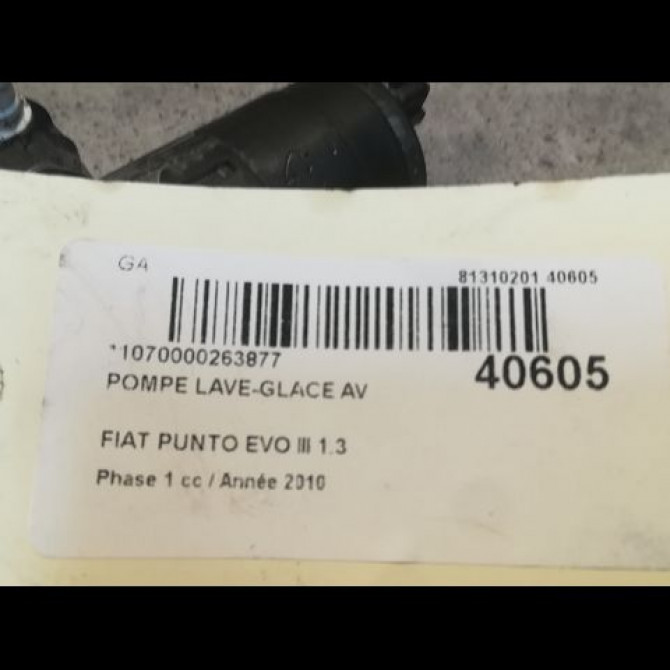 G4
81310201 40605
*1070000263877
40605
POMPE LAVE-GLACE AV
FIAT PUNTO EVO III 1.3
Phase 1 cc / Année 2010